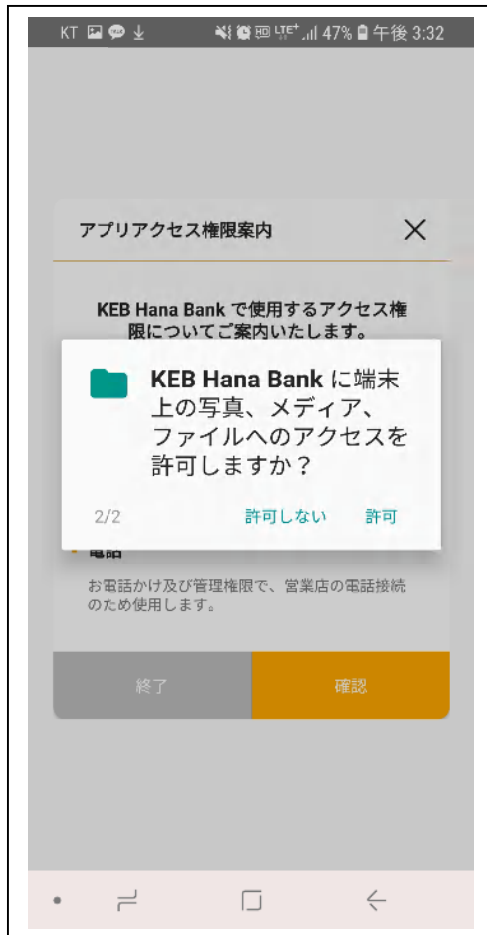 KT 47% 午後 3:32
アプリアクセス権限案内
KEB Hana Bank で使用するアクセス権
限についてご案内いたします。
KEB Hana Bank に端末
上の写真、メディア、
ファイルへのアクセスを
許可しますか？
2/2 許可しない 許可
電話
お電話かけ及び管理権限で、営業店の電話接続
のため使用します。
終了 確認